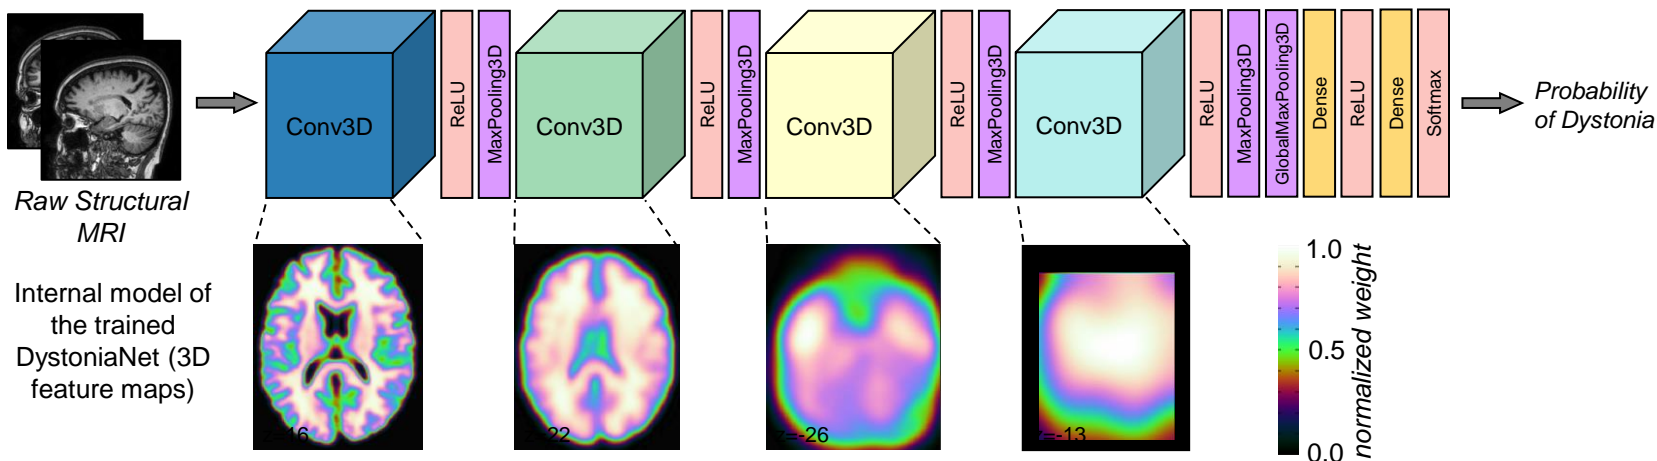 Conv3D
ReLU
MaxPooling3D
Conv3D
ReLU
MaxPooling3D
Conv3D
ReLU
MaxPooling3D
Conv3D
ReLU
MaxPooling3D
GlobalMaxPooling3D
Dense
ReLU
Dense
Softmax
Probability
of Dystonia
Raw Structural
MRI
Internal model of
the trained
DystoniaNet (3D
feature maps)
z=16
z=22
z=-26
z=-13
1.0
0.5
0.0
normalized weight